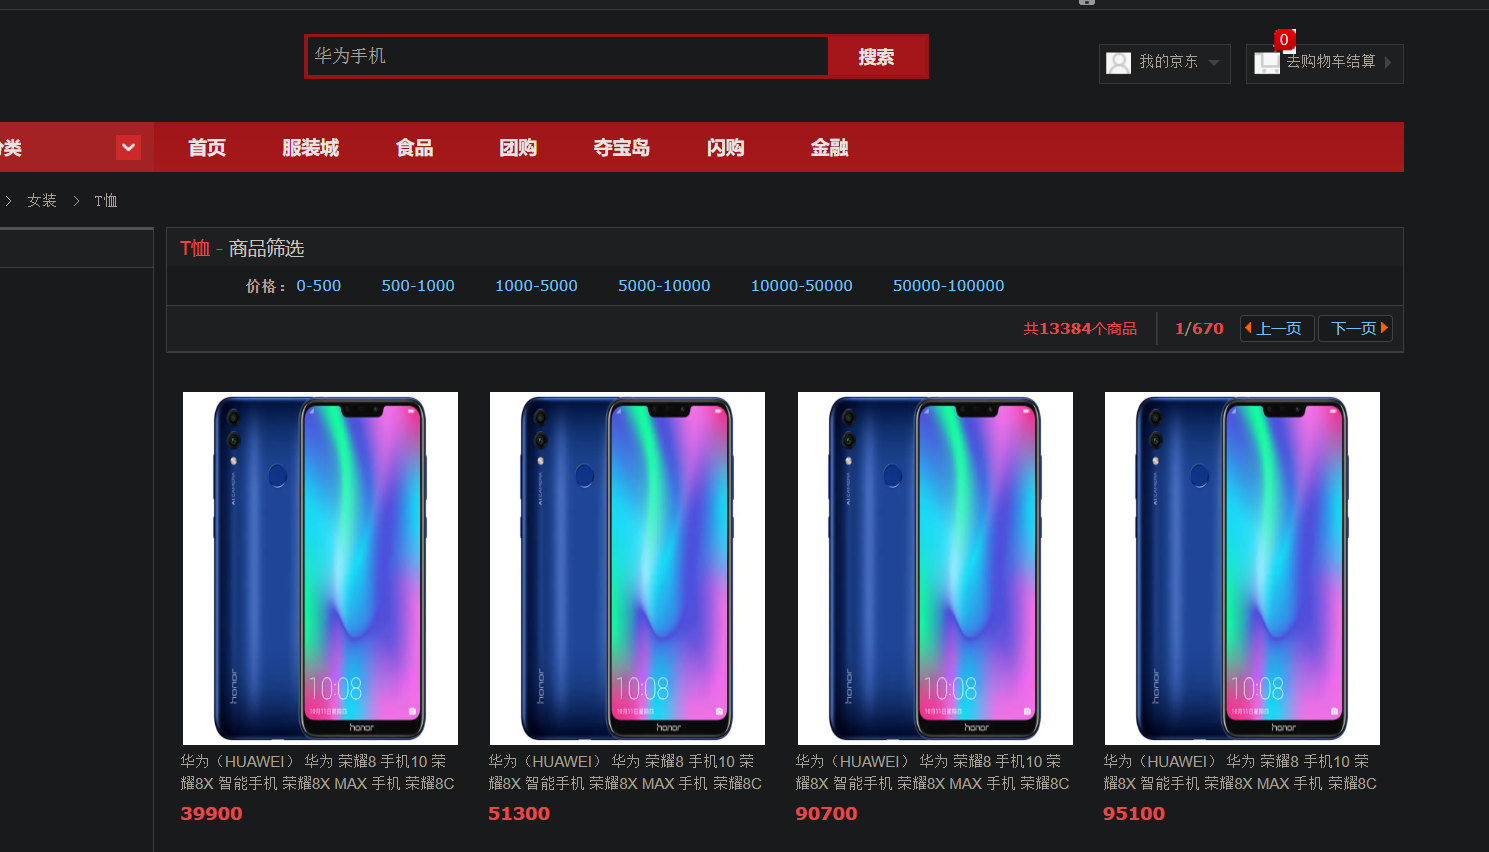 华为手机
搜索
我的京东
0
去购物车结算
分类
首页
服装城
食品
团购
夺宝岛
闪购
金融
> 女装 > T恤
T恤 - 商品筛选
价格： 0-500 500-1000 1000-5000 5000-10000 10000-50000 50000-100000
共13384个商品
1/670
上一页
下一页
honor
10:08
honor
honor
10:08
honor
honor
10:08
honor
honor
10:08
honor
华为（HUAWEI） 华为 荣耀8 手机10 荣
耀8X 智能手机 荣耀8X MAX 手机 荣耀8C
39900
华为（HUAWEI） 华为 荣耀8 手机10 荣
耀8X 智能手机 荣耀8X MAX 手机 荣耀8C
51300
华为（HUAWEI） 华为 荣耀8 手机10 荣
耀8X 智能手机 荣耀8X MAX 手机 荣耀8C
90700
华为（HUAWEI） 华为 荣耀8 手机10 荣
耀8X 智能手机 荣耀8X MAX 手机 荣耀8C
95100